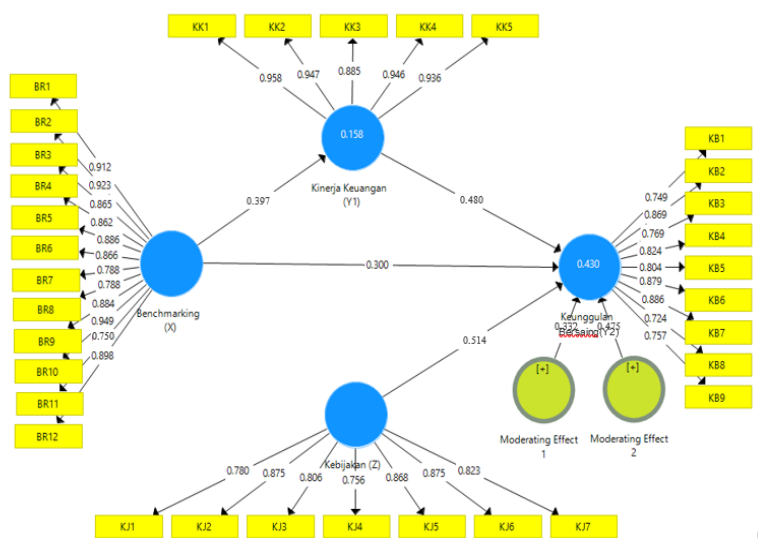 KK1 KK2 KK3 KK4 KK5
0.958 0.947 0.885 0.946 0.936
0.158
Kinerja Keuangan
(Y1)
BR1
BR2
BR3
BR4
BR5
BR6
BR7
BR8
BR9
BR10
BR11
BR12
0.912
0.923
0.865
0.862
0.886
0.866
0.788
0.788
0.884
0.949
0.750
0.898
Benchmarking
(X)
0.397
0.480
0.300
0.514
0.430
Keunggulan
Bersaing(Y2)
0.332
KB1
KB2
KB3
KB4
KB5
KB6
KB7
KB8
KB9
0.749
0.869
0.769
0.824
0.804
0.879
0.886
0.724
0.757
[+] [+]
Moderating Effect
1
Moderating Effect
2
Kebijakan (Z)
0.780 0.875 0.806 0.756 0.868 0.875 0.823
KJ1 KJ2 KJ3 KJ4 KJ5 KJ6 KJ7